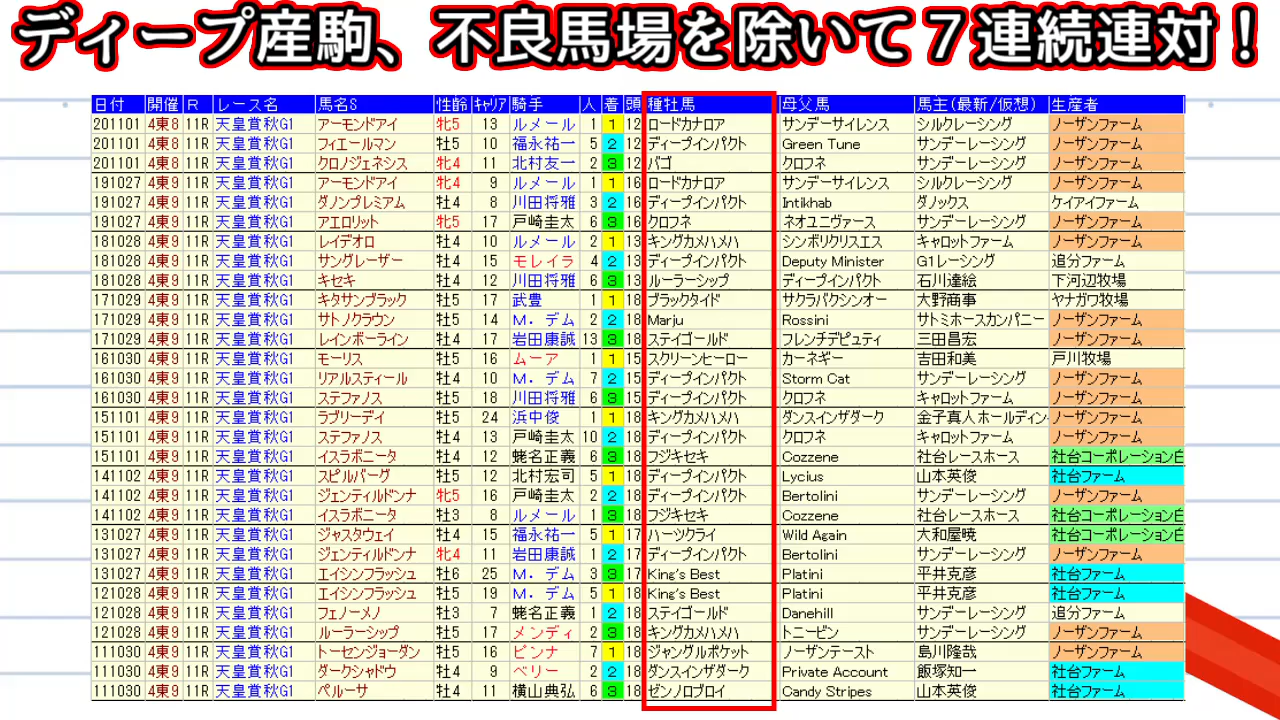 ディープ産駒、不良馬場を除いて７連続連対！
日付 開催 R レース名 馬名S 性齢 ｷｬﾘｱ 騎手 人 着 頭 種牡馬 母父馬 馬主(最新/仮想) 生産者
201101 4東8 11R 天皇賞秋G1 アーモンドアイ 牝5 13 ルメール 1 1 12 ロードカナロア サンデーサイレンス シルクレーシング ノーザンファーム
201101 4東8 11R 天皇賞秋G1 フィエールマン 牡5 10 福永祐一 5 2 12 ディープインパクト Green Tune サンデーレーシング ノーザンファーム
201101 4東8 11R 天皇賞秋G1 クロノジェネシス 牝4 11 北村友一 2 3 12 バゴ クロフネ サンデーレーシング ノーザンファーム
191027 4東9 11R 天皇賞秋G1 アーモンドアイ 牝4 9 ルメール 1 1 16 ロードカナロア サンデーサイレンス シルクレーシング ノーザンファーム
191027 4東9 11R 天皇賞秋G1 ダノンプレミアム 牡4 8 川田将雅 3 2 16 ディープインパクト Intikhab ダノックス ケイアイファーム
191027 4東9 11R 天皇賞秋G1 アエロリット 牝5 17 戸崎圭太 6 3 16 クロフネ ネオユニヴァース サンデーレーシング ノーザンファーム
181028 4東9 11R 天皇賞秋G1 レイデオロ 牡4 10 ルメール 2 1 13 キングカメハメハ シンボリクリスエス キャロットファーム ノーザンファーム
181028 4東9 11R 天皇賞秋G1 サングレーザー 牡4 15 モレイラ 4 2 13 ディープインパクト Deputy Minister G1レーシング 追分ファーム
181028 4東9 11R 天皇賞秋G1 キセキ 牡4 12 川田将雅 6 3 13 ルーラーシップ ディープインパクト 石川達絵 下河辺牧場
171029 4東9 11R 天皇賞秋G1 キタサンブラック 牡5 17 武豊 1 1 18 ブラックタイド サクラバクシンオー 大野商事 ヤナガワ牧場
171029 4東9 11R 天皇賞秋G1 サトノクラウン 牡5 14 Ｍ．デム 2 2 18 Marju Rossini サトミホースカンパニー ノーザンファーム
171029 4東9 11R 天皇賞秋G1 レインボーライン 牡4 17 岩田康誠 13 3 18 ステイゴールド フレンチデピュティ 三田昌宏 ノーザンファーム
161030 4東9 11R 天皇賞秋G1 モーリス 牡5 16 ムーア 1 1 15 スクリーンヒーロー カーネギー 吉田和美 戸川牧場
161030 4東9 11R 天皇賞秋G1 リアルスティール 牡4 10 Ｍ．デム 7 2 15 ディープインパクト Storm Cat サンデーレーシング ノーザンファーム
161030 4東9 11R 天皇賞秋G1 ステファノス 牡5 18 川田将雅 6 3 15 ディープインパクト クロフネ キャロットファーム ノーザンファーム
151101 4東9 11R 天皇賞秋G1 ラブリーデイ 牡5 24 浜中俊 1 1 18 キングカメハメハ ダンスインザダーク 金子真人ホールディン ノーザンファーム
151101 4東9 11R 天皇賞秋G1 ステファノス 牡4 13 戸崎圭太 10 2 18 ディープインパクト クロフネ キャロットファーム ノーザンファーム
151101 4東9 11R 天皇賞秋G1 イスラボニータ 牡4 12 蛯名正義 6 3 18 フジキセキ Cozzene 社台レースホース 社台コーポレーション白
141102 4東9 11R 天皇賞秋G1 スピルバーグ 牡5 12 北村宏司 5 1 18 ディープインパクト Lycius 山本英俊 社台ファーム
141102 4東9 11R 天皇賞秋G1 ジェンティルドンナ 牝5 16 戸崎圭太 2 2 18 ディープインパクト Bertolini サンデーレーシング ノーザンファーム
141102 4東9 11R 天皇賞秋G1 イスラボニータ 牡3 8 ルメール 1 3 18 フジキセキ Cozzene 社台レースホース 社台コーポレーション白
131027 4東9 11R 天皇賞秋G1 ジャスタウェイ 牡4 15 福永祐一 5 1 17 ハーツクライ Wild Again 大和屋暁 社台コーポレーション白
131027 4東9 11R 天皇賞秋G1 ジェンティルドンナ 牝4 11 岩田康誠 1 2 17 ディープインパクト Bertolini サンデーレーシング ノーザンファーム
131027 4東9 11R 天皇賞秋G1 エイシンフラッシュ 牡6 25 Ｍ．デム 3 3 17 King's Best Platini 平井克彦 社台ファーム
121028 4東9 11R 天皇賞秋G1 エイシンフラッシュ 牡5 19 Ｍ．デム 5 1 18 King's Best Platini 平井克彦 社台ファーム
121028 4東9 11R 天皇賞秋G1 フェノーメノ 牡3 7 蛯名正義 1 2 18 ステイゴールド Danehill サンデーレーシング 追分ファーム
121028 4東9 11R 天皇賞秋G1 ルーラーシップ 牡5 17 メンディ 2 3 18 キングカメハメハ トニービン サンデーレーシング ノーザンファーム
111030 4東9 11R 天皇賞秋G1 トーセンジョーダン 牡5 16 ピンナ 7 1 18 ジャングルポケット ノーザンテースト 島川隆哉 ノーザンファーム
111030 4東9 11R 天皇賞秋G1 ダークシャドウ 牡4 9 ベリー 2 2 18 ダンスインザダーク Private Account 飯塚知一 社台ファーム
111030 4東9 11R 天皇賞秋G1 ペルーサ 牡4 11 横山典弘 6 3 18 ゼンノロブロイ Candy Stripes 山本英俊 社台ファーム